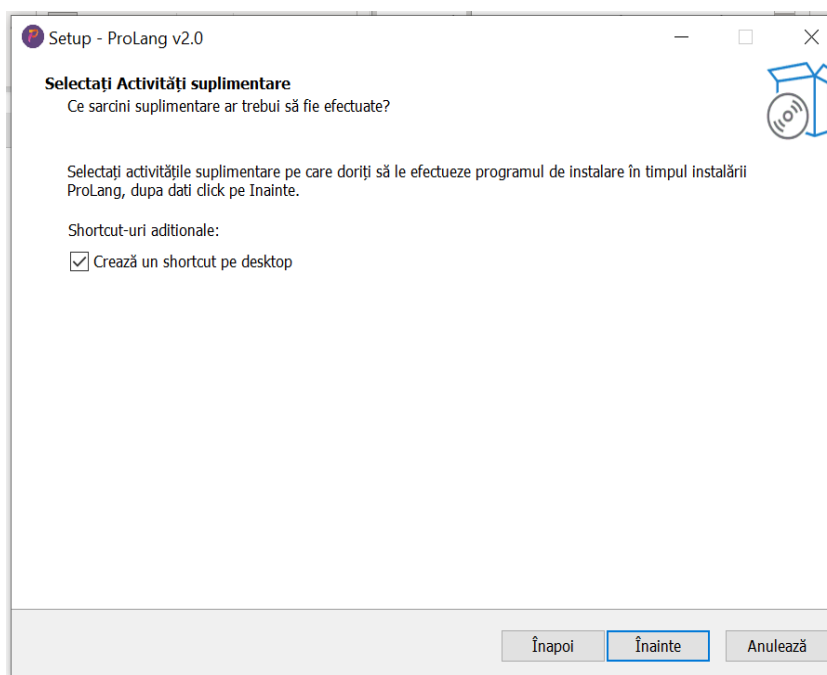 Setup - ProLang v2.0
Selectați Activități suplimentare
Ce sarcini suplimentare ar trebui să fie efectuate?
Selectați activitățile suplimentare pe care doriți să le efectueze programul de instalare în timpul instalării
ProLang, dupa dati click pe Inainte.
Shortcut-uri aditionale:
Crează un shortcut pe desktop
Înapoi
Înainte
Anulează